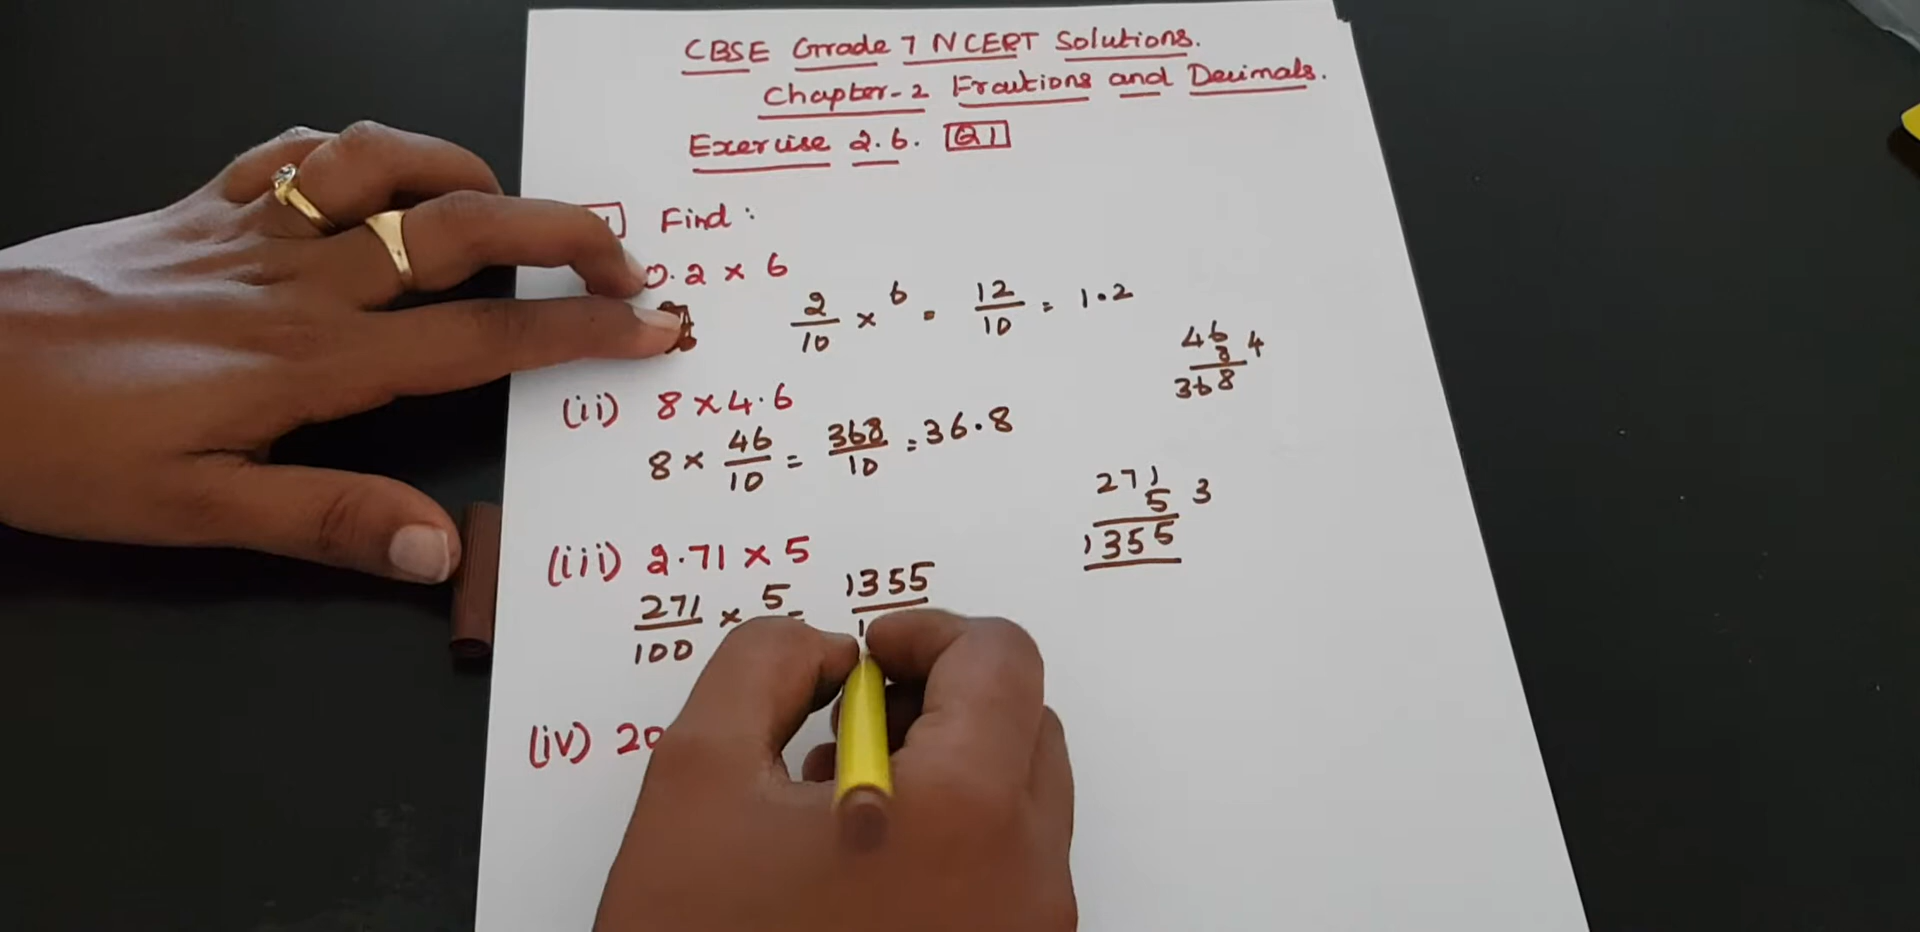 CBSE Grade 7 NCERT Solutions.
Chapter-2 Fractions and Decimals.
Exercise 2.6. Q1
Find :
0.2 × 6
2/10 × 6 = 12/10 = 1.2
46
8 4
368
(ii) 8 × 4.6
8 × 46/10 = 368/10 = 36.8
271
5 3
1355
(iii) 2.71 × 5
271/100 × 5 = 1355
(iv) 20